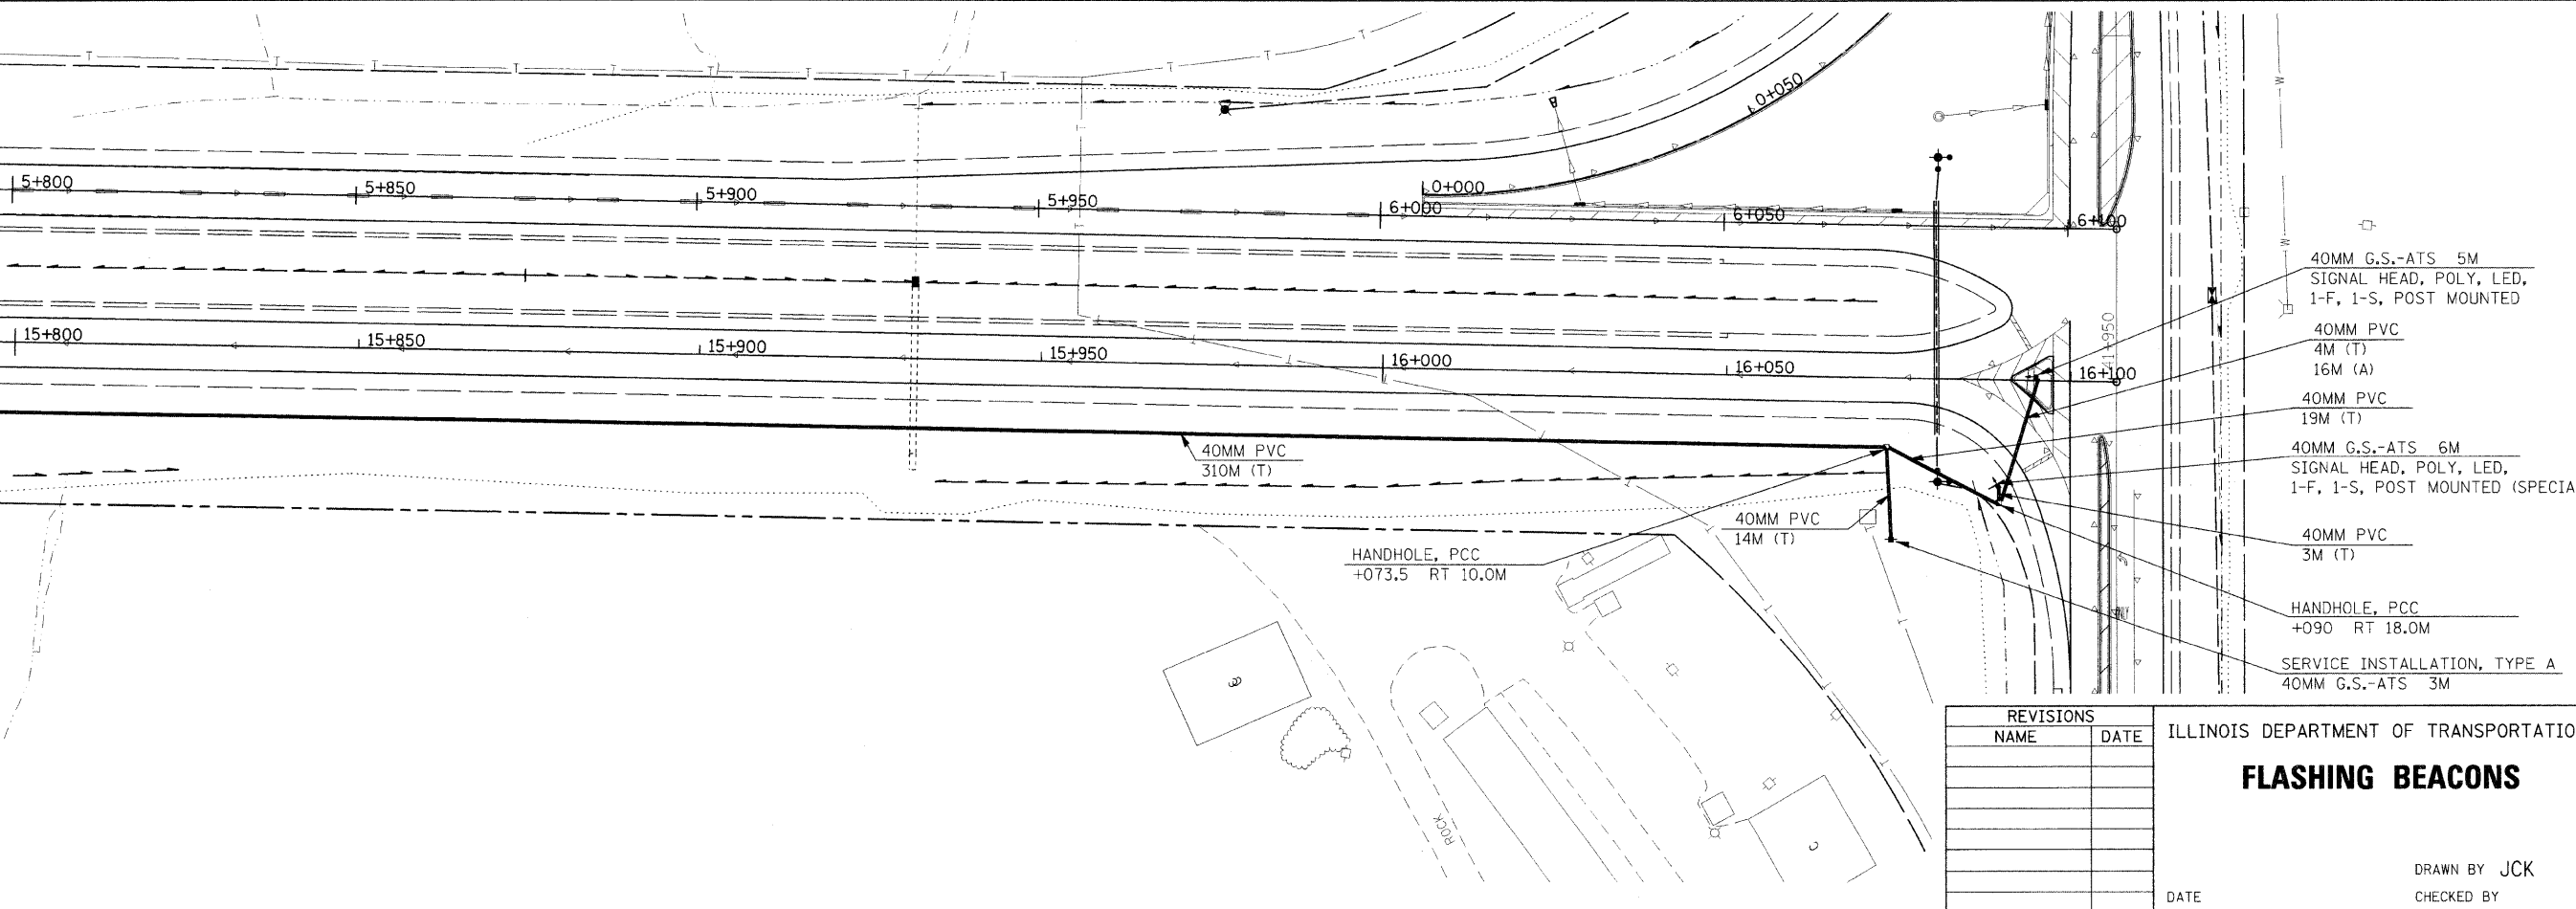 0+050
5+800
5+850
5+900
5+950
6+000
0+000
6+050
6+100
15+800
15+850
15+900
15+950
16+000
16+050
16+100
41+950
40MM G.S.-ATS 5M
SIGNAL HEAD, POLY, LED,
1-F, 1-S, POST MOUNTED
40MM PVC
4M (T)
16M (A)
40MM PVC
19M (T)
40MM G.S.-ATS 6M
SIGNAL HEAD, POLY, LED,
1-F, 1-S, POST MOUNTED (SPECIA
40MM PVC
310M (T)
40MM PVC
14M (T)
40MM PVC
3M (T)
HANDHOLE, PCC
+073.5 RT 10.0M
HANDHOLE, PCC
+090 RT 18.0M
SERVICE INSTALLATION, TYPE A
40MM G.S.-ATS 3M
ROCK
REVISIONS
NAME DATE
ILLINOIS DEPARTMENT OF TRANSPORTATIO
FLASHING BEACONS
DRAWN BY JCK
DATE
CHECKED BY